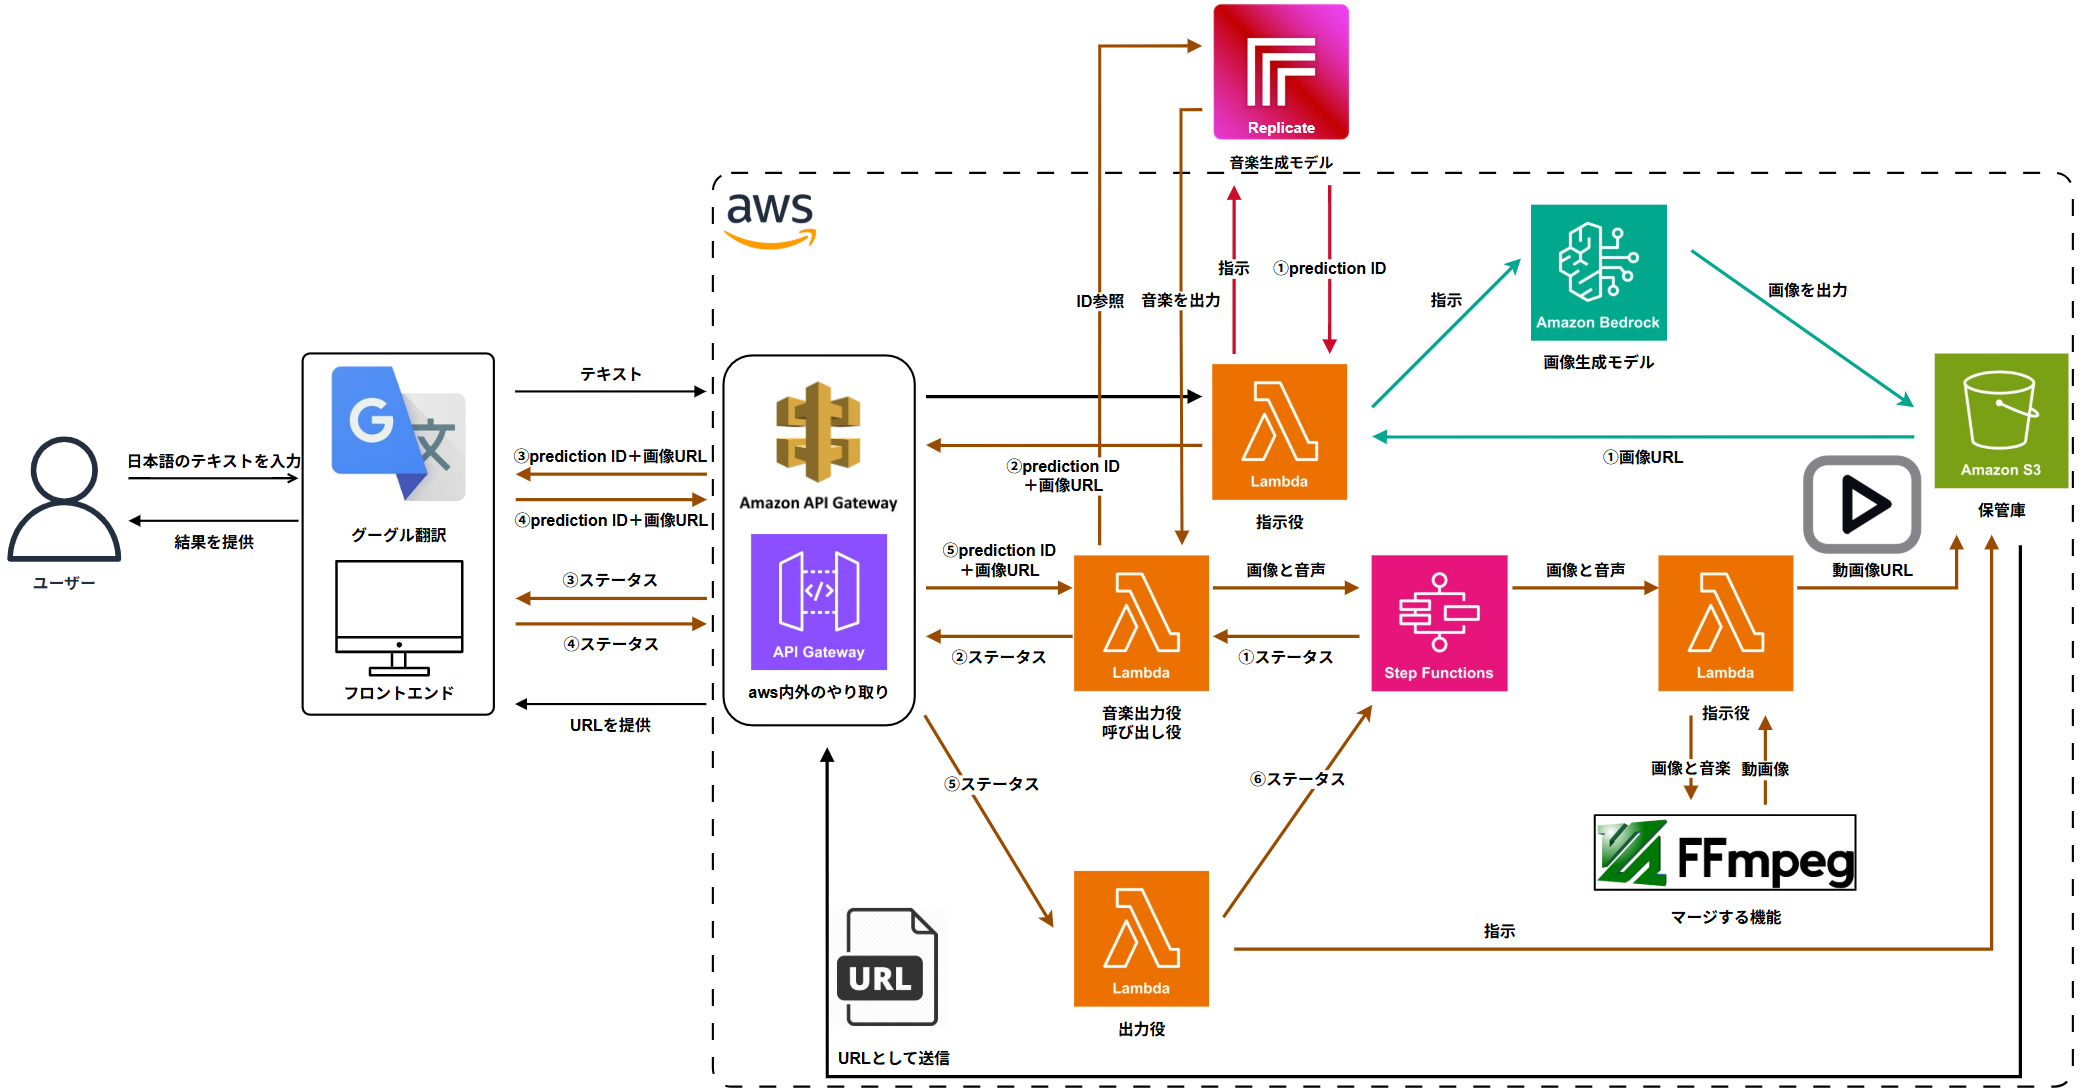 Replicate
音楽生成モデル
aws
指示
①prediction ID
ID参照
音楽を出力
指示
Amazon Bedrock
画像生成モデル
画像を出力
テキスト
G
文
グーグル翻訳
日本語のテキストを入力
結果を提供
ユーザー
③prediction ID＋画像URL
④prediction ID＋画像URL
フロントエンド
③ステータス
④ステータス
URLを提供
Amazon API Gateway
</>
API Gateway
aws内外のやり取り
②prediction ID
＋画像URL
Lambda
指示役
①画像URL
Amazon S3
保管庫
⑤prediction ID
＋画像URL
②ステータス
Lambda
音楽出力役
呼び出し役
画像と音声
①ステータス
Step Functions
画像と音声
Lambda
指示役
動画像URL
画像と音楽
動画像
FFmpeg
マージする機能
⑤ステータス
⑥ステータス
Lambda
出力役
指示
URL
URLとして送信